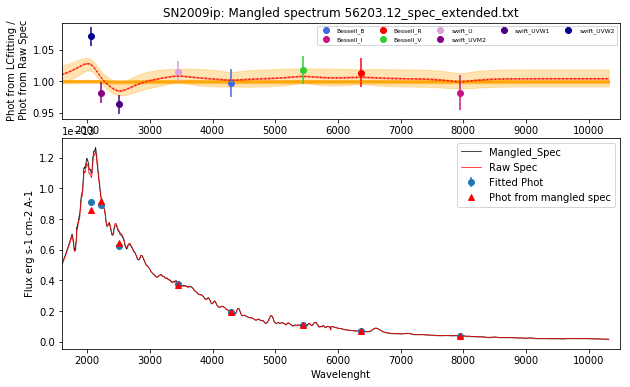 SN2009ip: Mangled spectrum 56203.12_spec_extended.txt
Phot from LCfitting /
Phot from Raw Spec
1.05
1.00
0.95
Bessell_B
Bessell_I
Bessell_R
Bessell_V
swift_U
swift_UVM2
swift_UVW1
swift_UVW2
2000 3000 4000 5000 6000 7000 8000 9000 10000
1e−13
Flux erg s-1 cm-2 A-1
1.2
1.0
0.8
0.6
0.4
0.2
0.0
Mangled_Spec
Raw Spec
Fitted Phot
Phot from mangled spec
2000 3000 4000 5000 6000 7000 8000 9000 10000
Wavelenght